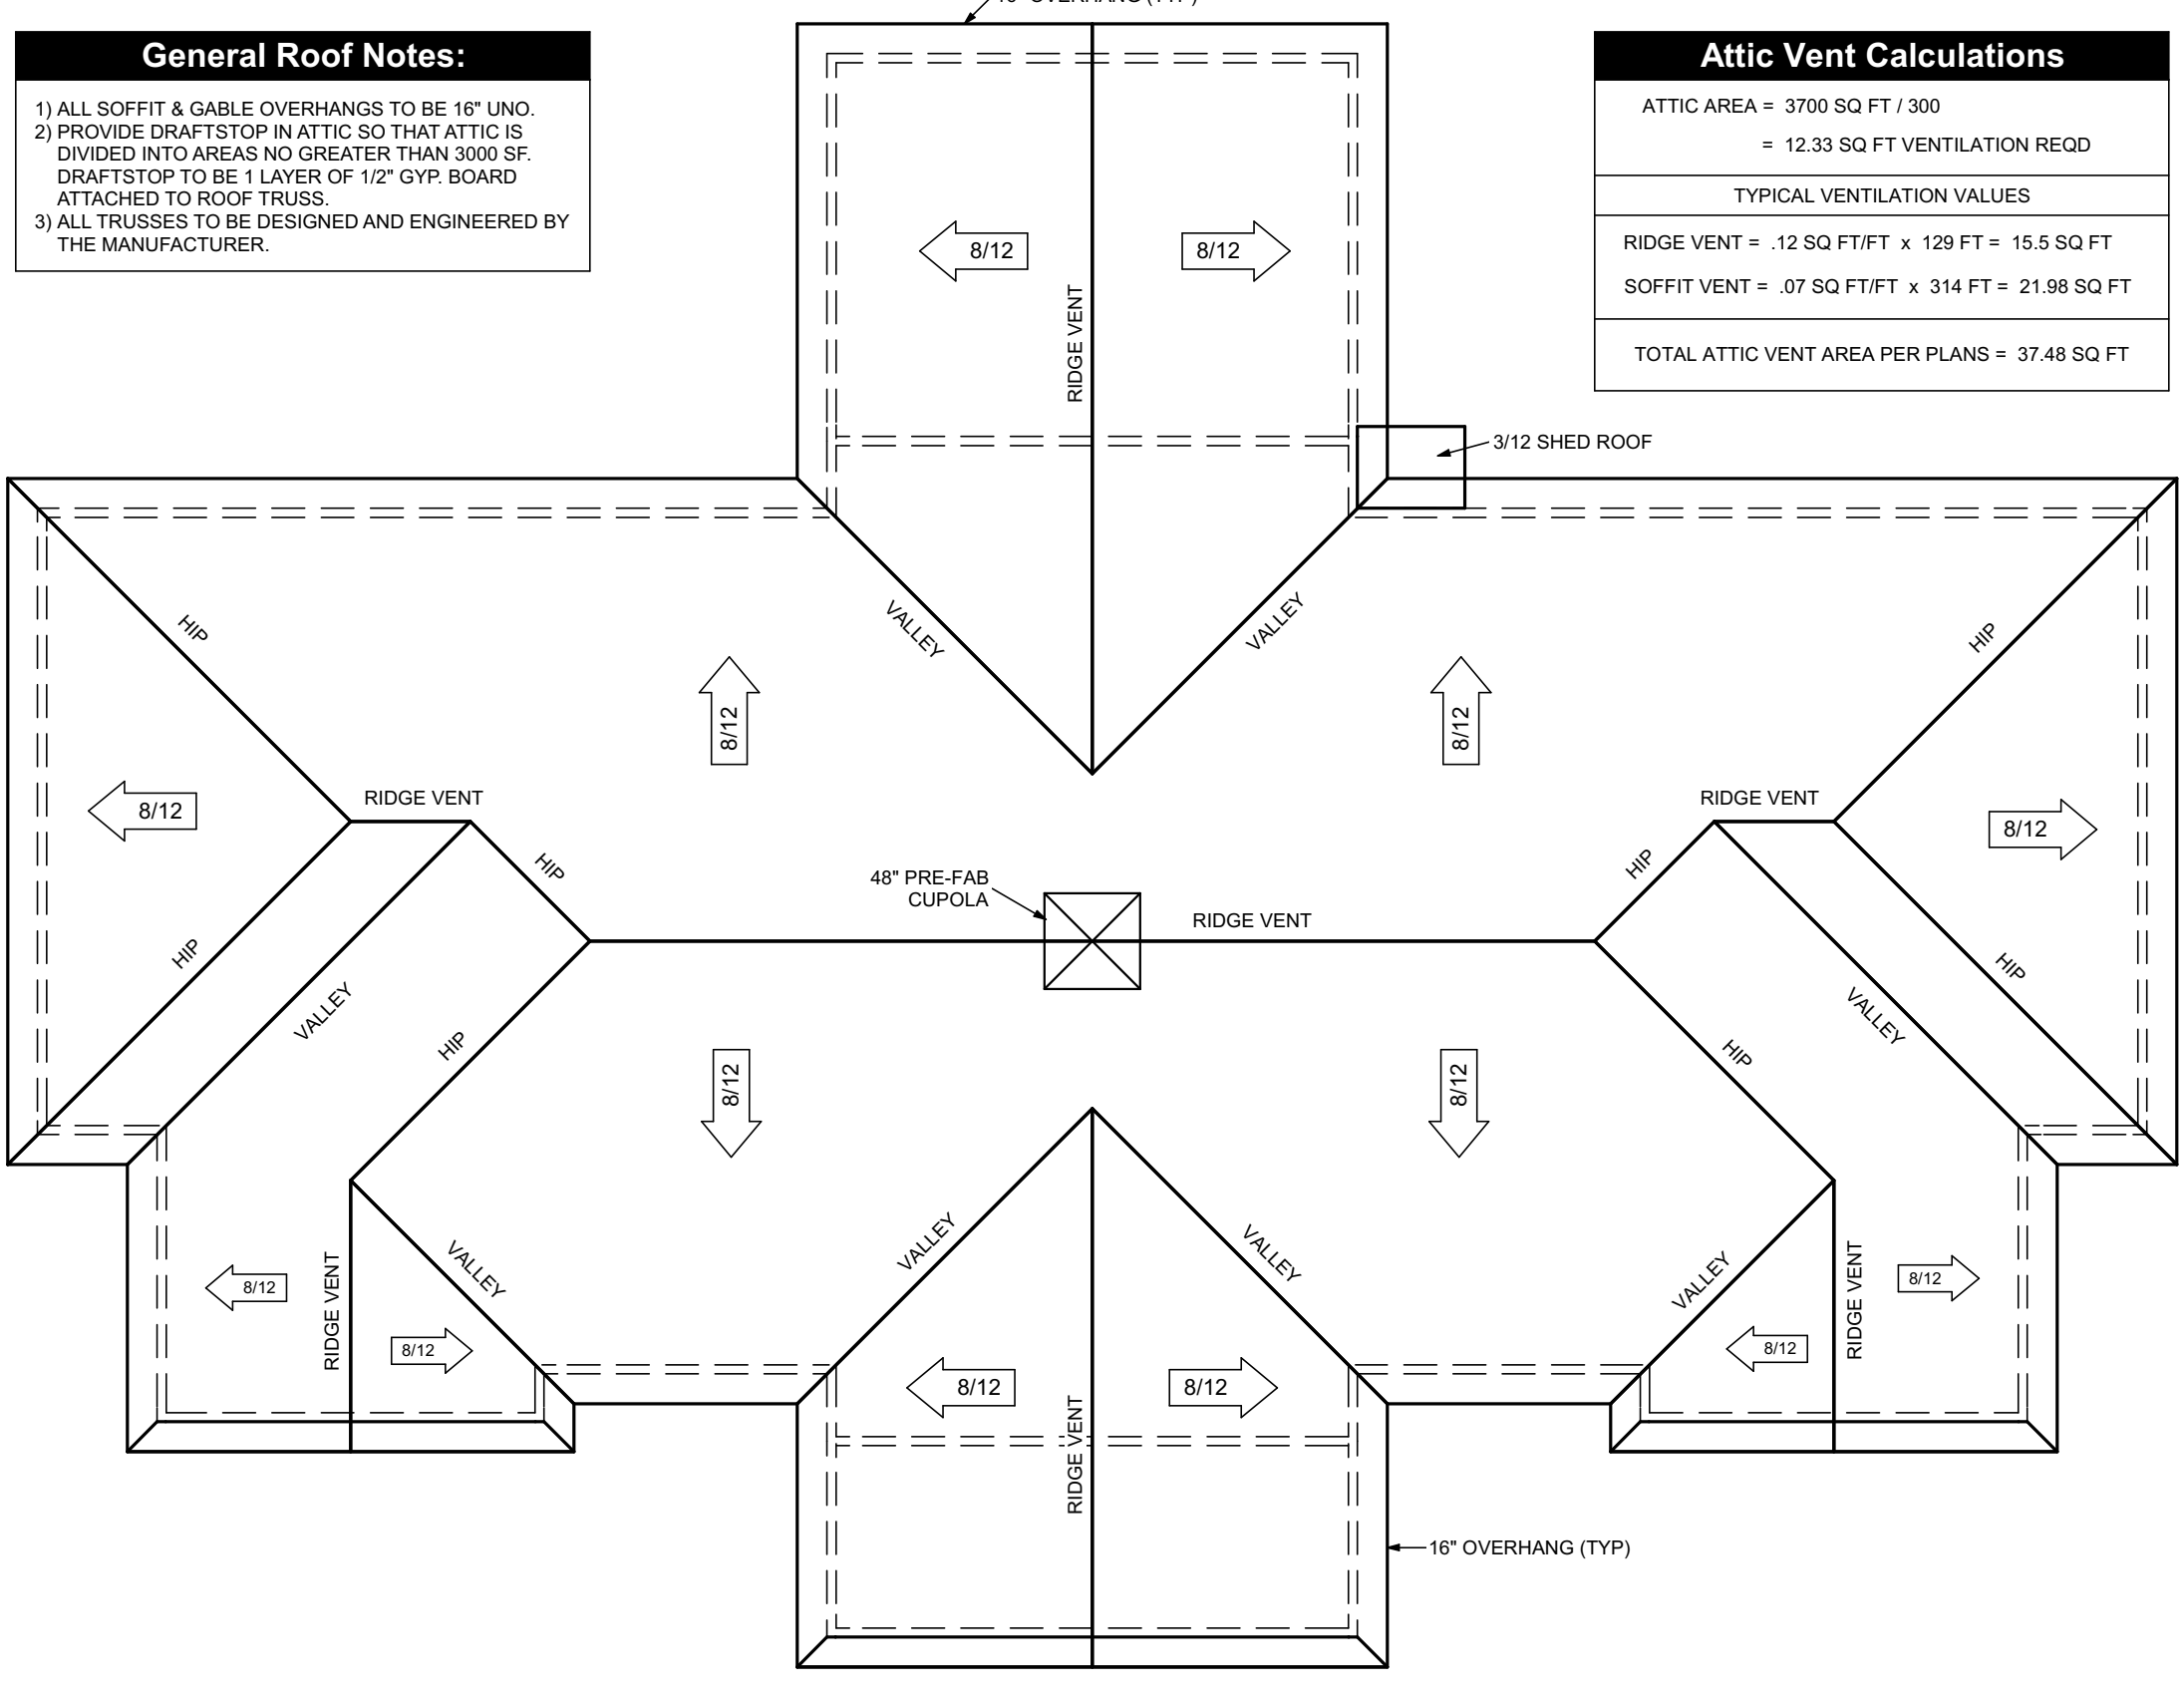 OVERHANG (TYP)
General Roof Notes:
1) ALL SOFFIT & GABLE OVERHANGS TO BE 16" UNO.
2) PROVIDE DRAFTSTOP IN ATTIC SO THAT ATTIC IS
DIVIDED INTO AREAS NO GREATER THAN 3000 SF.
DRAFTSTOP TO BE 1 LAYER OF 1/2" GYP. BOARD
ATTACHED TO ROOF TRUSS.
3) ALL TRUSSES TO BE DESIGNED AND ENGINEERED BY
THE MANUFACTURER.
Attic Vent Calculations
ATTIC AREA = 3700 SQ FT / 300
= 12.33 SQ FT VENTILATION REQD
TYPICAL VENTILATION VALUES
RIDGE VENT = .12 SQ FT/FT x 129 FT = 15.5 SQ FT
SOFFIT VENT = .07 SQ FT/FT x 314 FT = 21.98 SQ FT
TOTAL ATTIC VENT AREA PER PLANS = 37.48 SQ FT
8/12
8/12
RIDGE VENT
3/12 SHED ROOF
HIP
VALLEY
VALLEY
HIP
8/12
8/12
RIDGE VENT
RIDGE VENT
8/12
8/12
HIP
HIP
48" PRE-FAB
CUPOLA
RIDGE VENT
HIP
VALLEY
HIP
HIP
VALLEY
HIP
8/12
8/12
VALLEY
VALLEY
VALLEY
VALLEY
8/12
RIDGE VENT
8/12
8/12
RIDGE VENT
8/12
8/12
8/12
RIDGE VENT
16" OVERHANG (TYP)